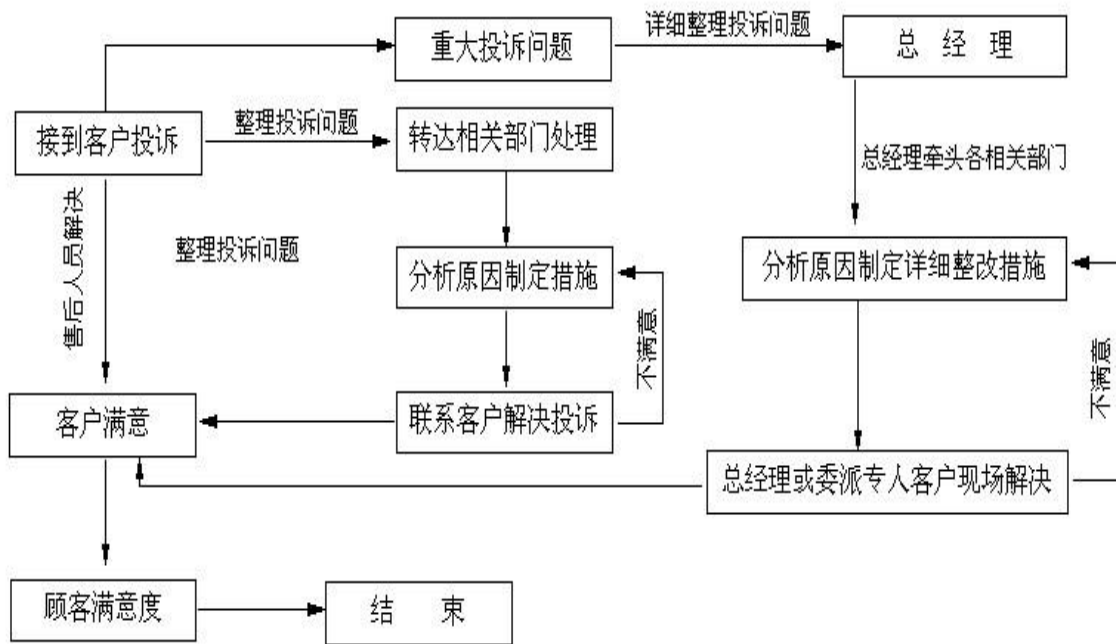 详细整理投诉问题
重大投诉问题
总 经 理
整理投诉问题
接到客户投诉
转达相关部门处理
总经理牵头各相关部门
售后人员解决
整理投诉问题
分析原因制定措施
分析原因制定详细整改措施
不满意
不满意
客户满意
联系客户解决投诉
总经理或委派专人客户现场解决
顾客满意度
结 束